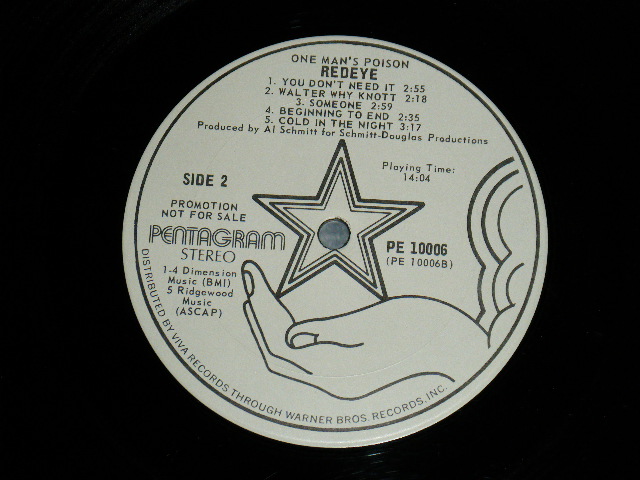 ONE MAN'S POISON
REDEYE
1. YOU DON'T NEED IT 2:55
2. WALTER WHY KNOTT 2:18
3. SOMEONE 2:59
4. BEGINNING TO END 2:35
5. COLD IN THE NIGHT 3:17
Produced by Al Schmitt for Schmitt-Douglas Productions
Playing Time:
14:04
SIDE 2
PROMOTION
NOT FOR SALE
PENTAGRAM
STEREO
PE 10006
(PE 10006B)
1-4 Dimension
Music (BMI)
5 Ridgewood
Music
(ASCAP)
DISTRIBUTED BY VIVA RECORDS THROUGH WARNER BROS. RECORDS, INC.